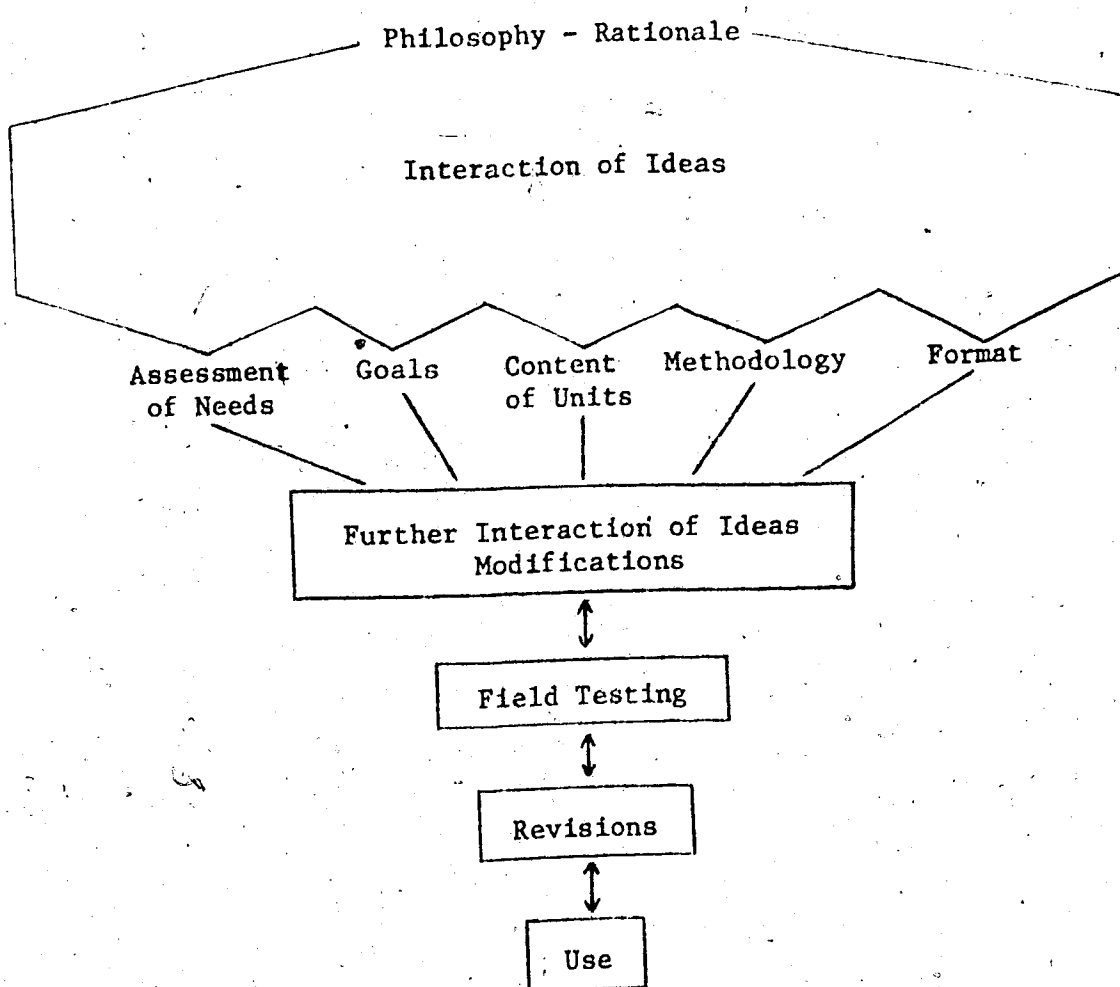 Philosophy - Rationale
Interaction of Ideas
Assessment
of Needs
Goals
Content
of Units
Methodology
Format
Further Interaction of Ideas
Modifications
Field Testing
Revisions
Use